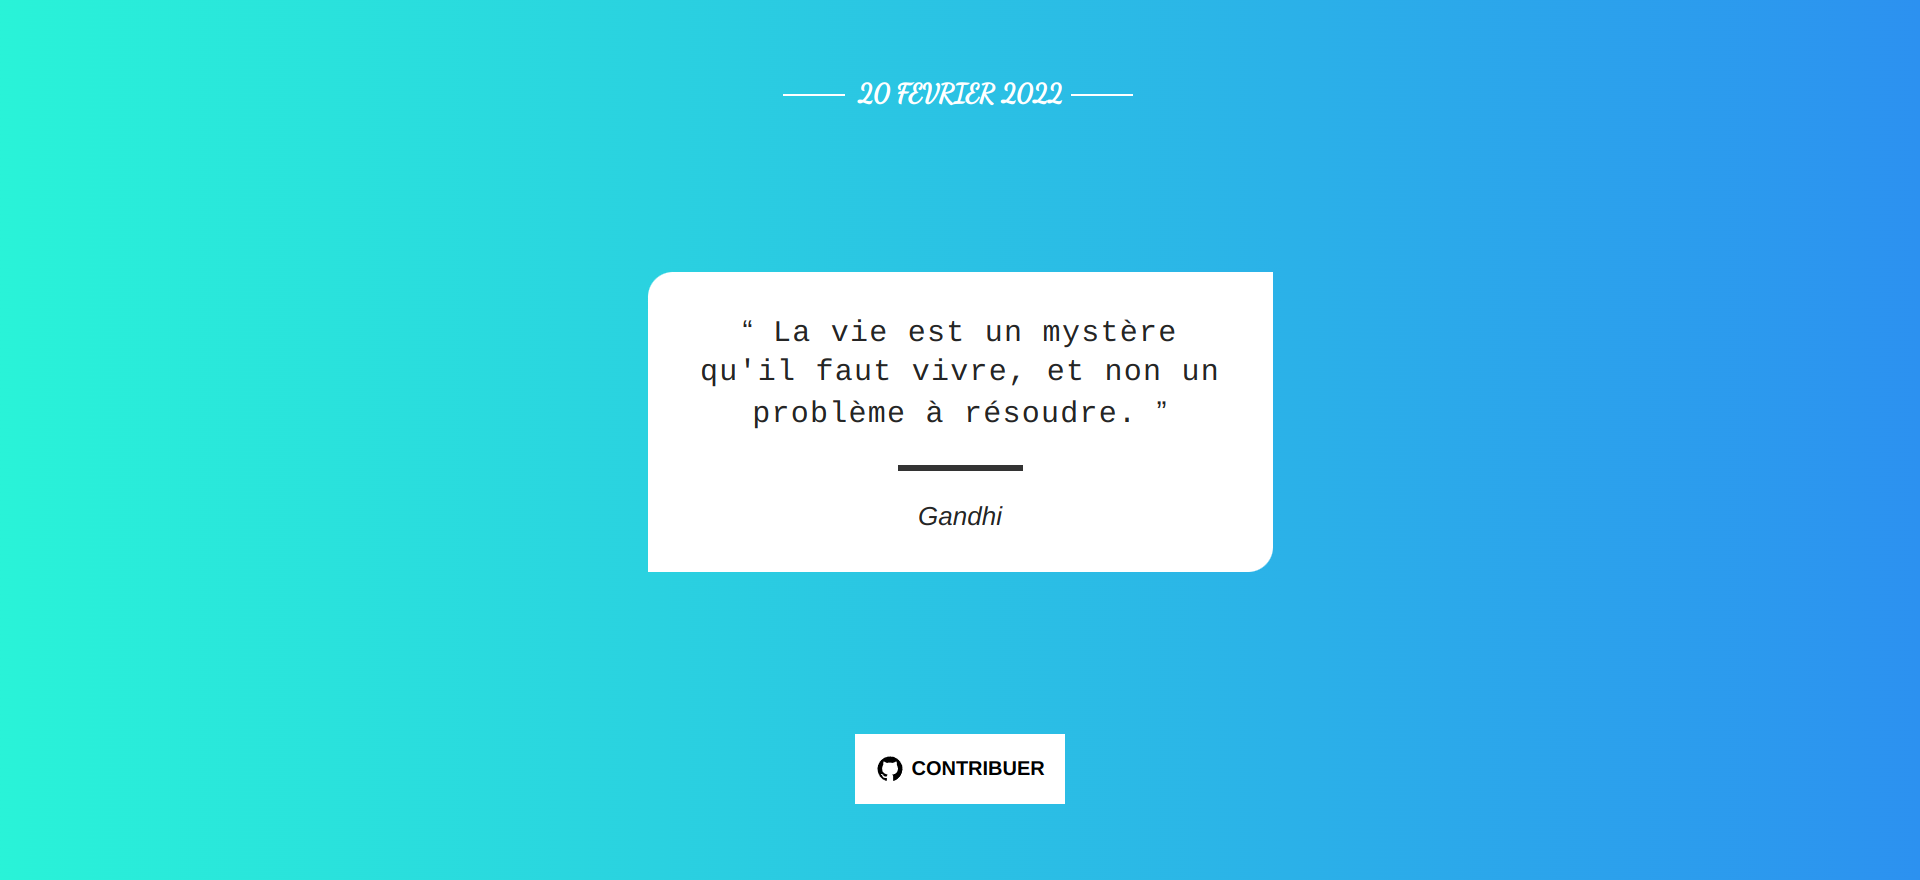 20 FEVRIER 2022
“ La vie est un mystère
qu'il faut vivre, et non un
problème à résoudre. ”
Gandhi
CONTRIBUER